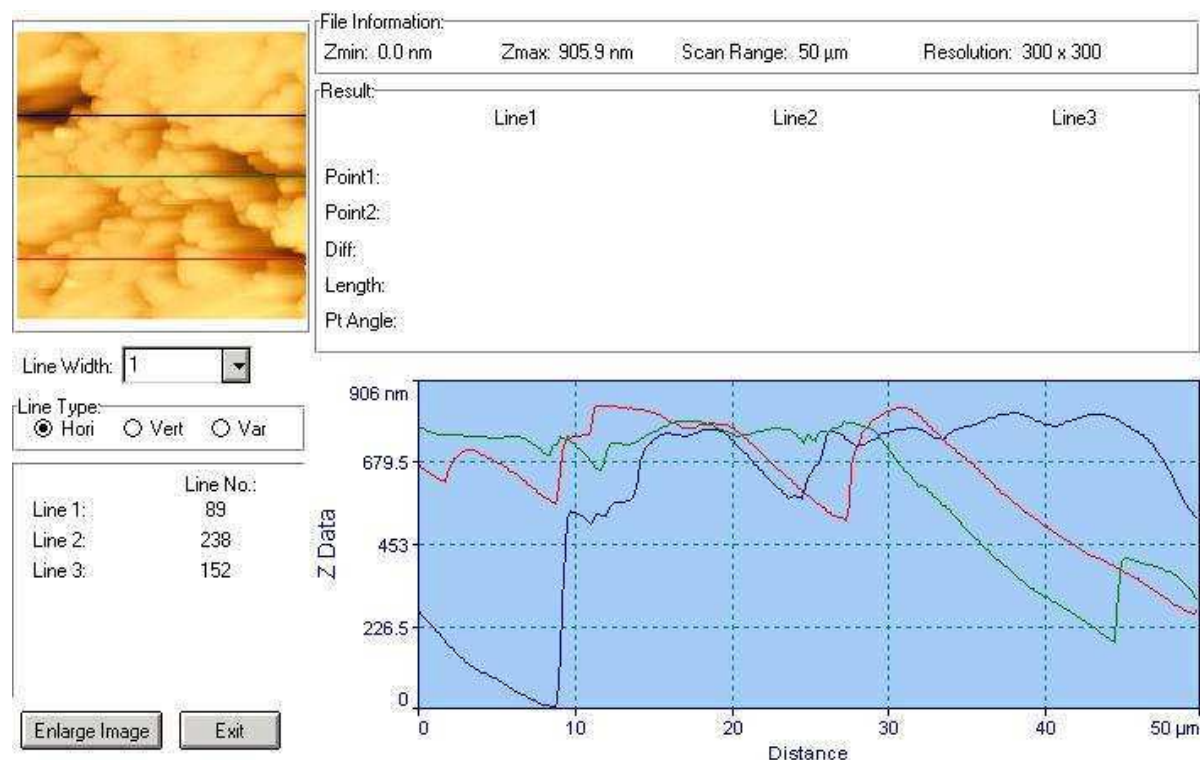 File Information:
Zmin: 0.0 nm Zmax: 905.9 nm Scan Range: 50 µm Resolution: 300 x 300
Result:
Line1 Line2 Line3
Point1:
Point2:
Diff:
Length:
Pt Angle:
Line Width: 1
Line Type:
Hori Vert Var
Line No.:
Line 1: 89
Line 2: 238
Line 3: 152
Enlarge Image Exit
906 nm
679.5
453
226.5
0
Z Data
0 10 20 30 40 50 µm
Distance